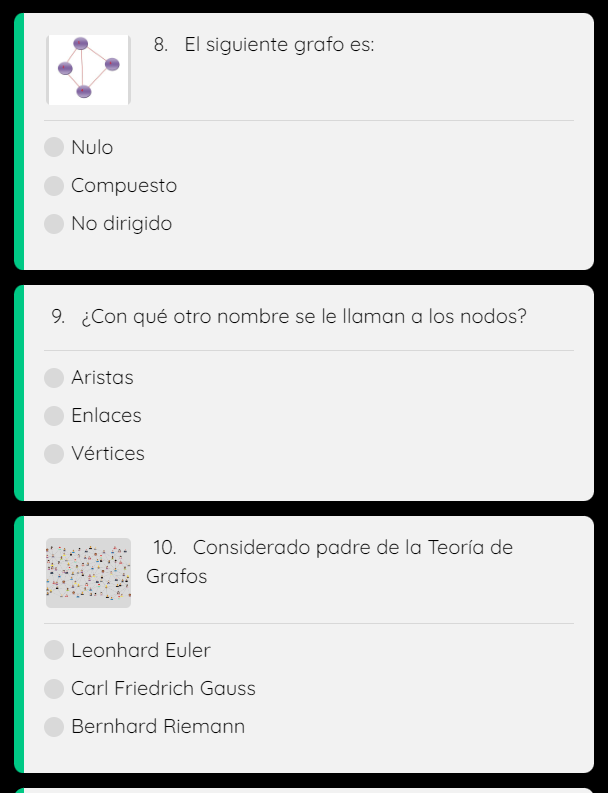 8. El siguiente grafo es:
Nulo
Compuesto
No dirigido
9. ¿Con qué otro nombre se le llaman a los nodos?
Aristas
Enlaces
Vértices
10. Considerado padre de la Teoría de
Grafos
Leonhard Euler
Carl Friedrich Gauss
Bernhard Riemann